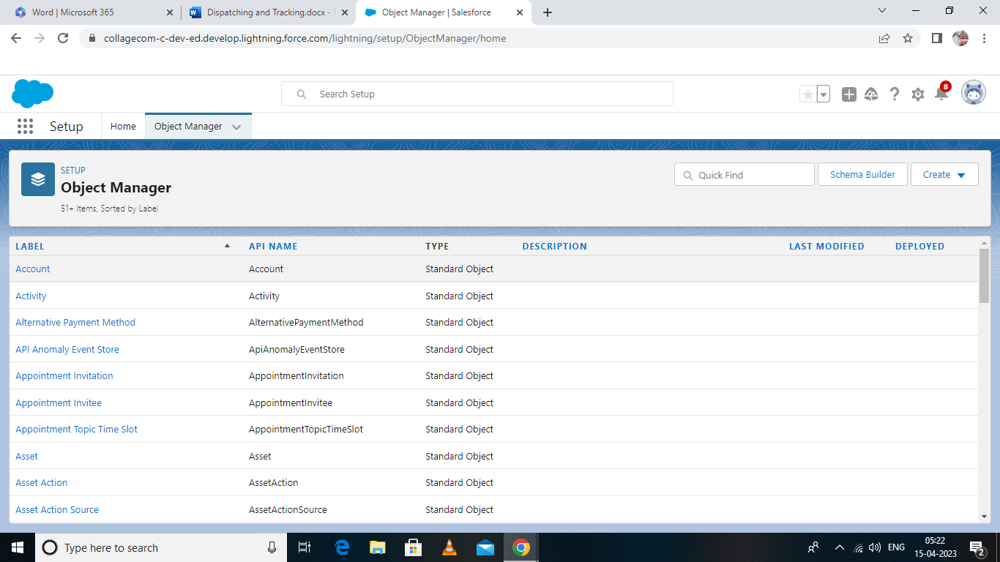 Word | Microsoft 365
Dispatching and Tracking.docx -
Object Manager | Salesforce
collagecom-c-dev-ed.develop.lightning.force.com/lightning/setup/ObjectManager/home
Search Setup
8
Setup
Home
Object Manager
SETUP
Object Manager
51+ Items, Sorted by Label
Quick Find
Schema Builder
Create
LABEL API NAME TYPE DESCRIPTION LAST MODIFIED DEPLOYED
Account Account Standard Object
Activity Activity Standard Object
Alternative Payment Method AlternativePaymentMethod Standard Object
API Anomaly Event Store ApiAnomalyEventStore Standard Object
Appointment Invitation AppointmentInvitation Standard Object
Appointment Invitee AppointmentInvitee Standard Object
Appointment Topic Time Slot AppointmentTopicTimeSlot Standard Object
Asset Asset Standard Object
Asset Action AssetAction Standard Object
Asset Action Source AssetActionSource Standard Object
Type here to search
ENG
05:22
15-04-2023
2